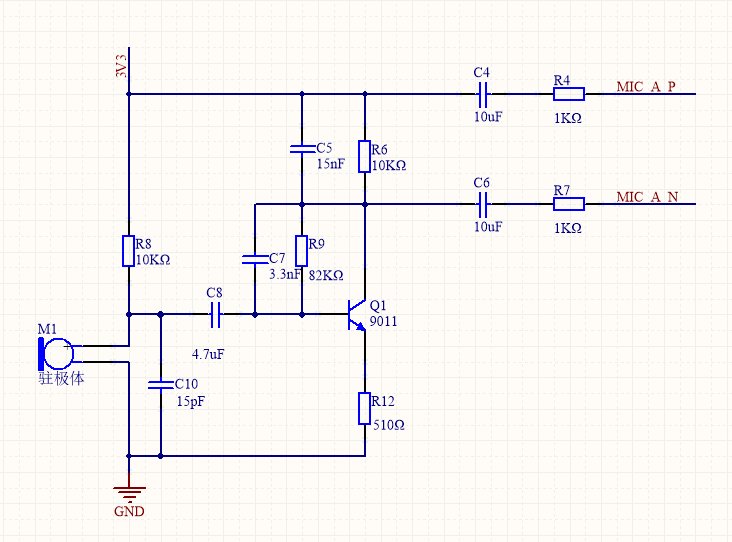 3V3
C4
R4
MIC_A_P
10uF
1KΩ
C5
15nF
R6
10KΩ
C6
R7
MIC_A_N
10uF
1KΩ
R8
10KΩ
C7
3.3nF
R9
82KΩ
C8
4.7uF
Q1
9011
M1
+
驻极体
C10
15pF
R12
510Ω
GND